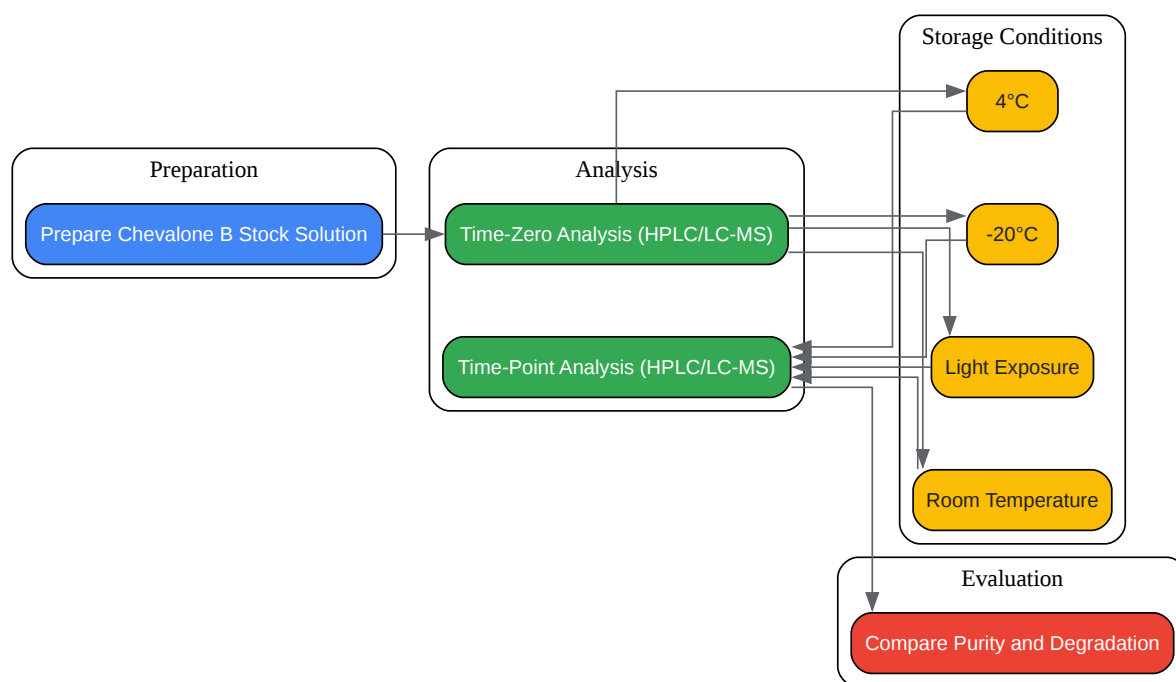 Storage Conditions
4°C
Preparation
Prepare Chevalone B Stock Solution
Analysis
Time-Zero Analysis (HPLC/LC-MS)
-20°C
Time-Point Analysis (HPLC/LC-MS)
Light Exposure
Room Temperature
Evaluation
Compare Purity and Degradation